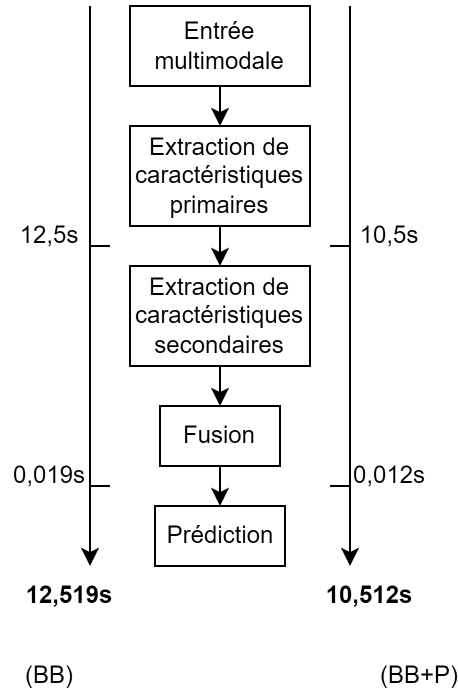 Entrée
multimodale
Extraction de
caractéristiques
primaires
12,5s
10,5s
Extraction de
caractéristiques
secondaires
Fusion
0,019s
0,012s
Prédiction
12,519s
10,512s
(BB)
(BB+P)